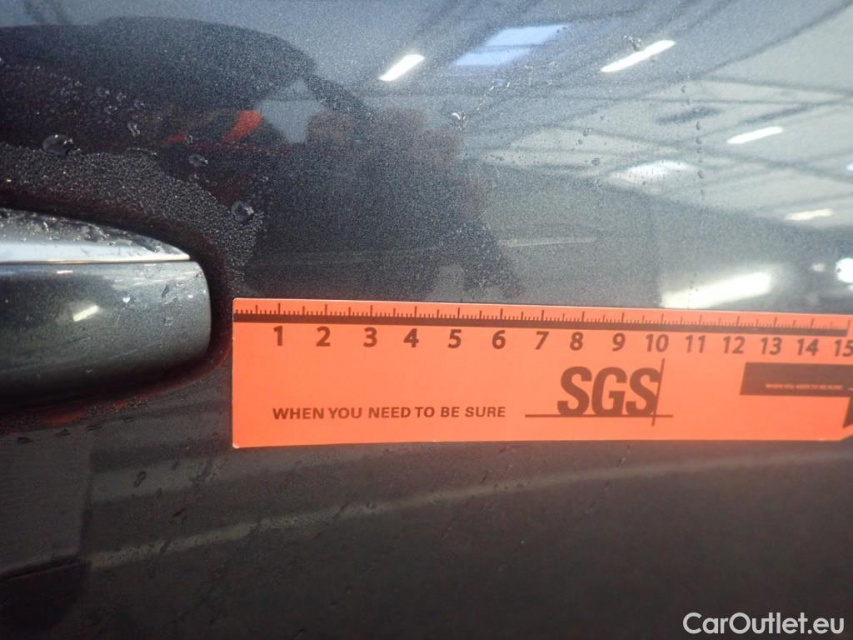 1 2 3 4 5 6 7 8 9 10 11 12 13 14 15
SGS
WHEN YOU NEED TO BE SURE
CarOutlet.eu